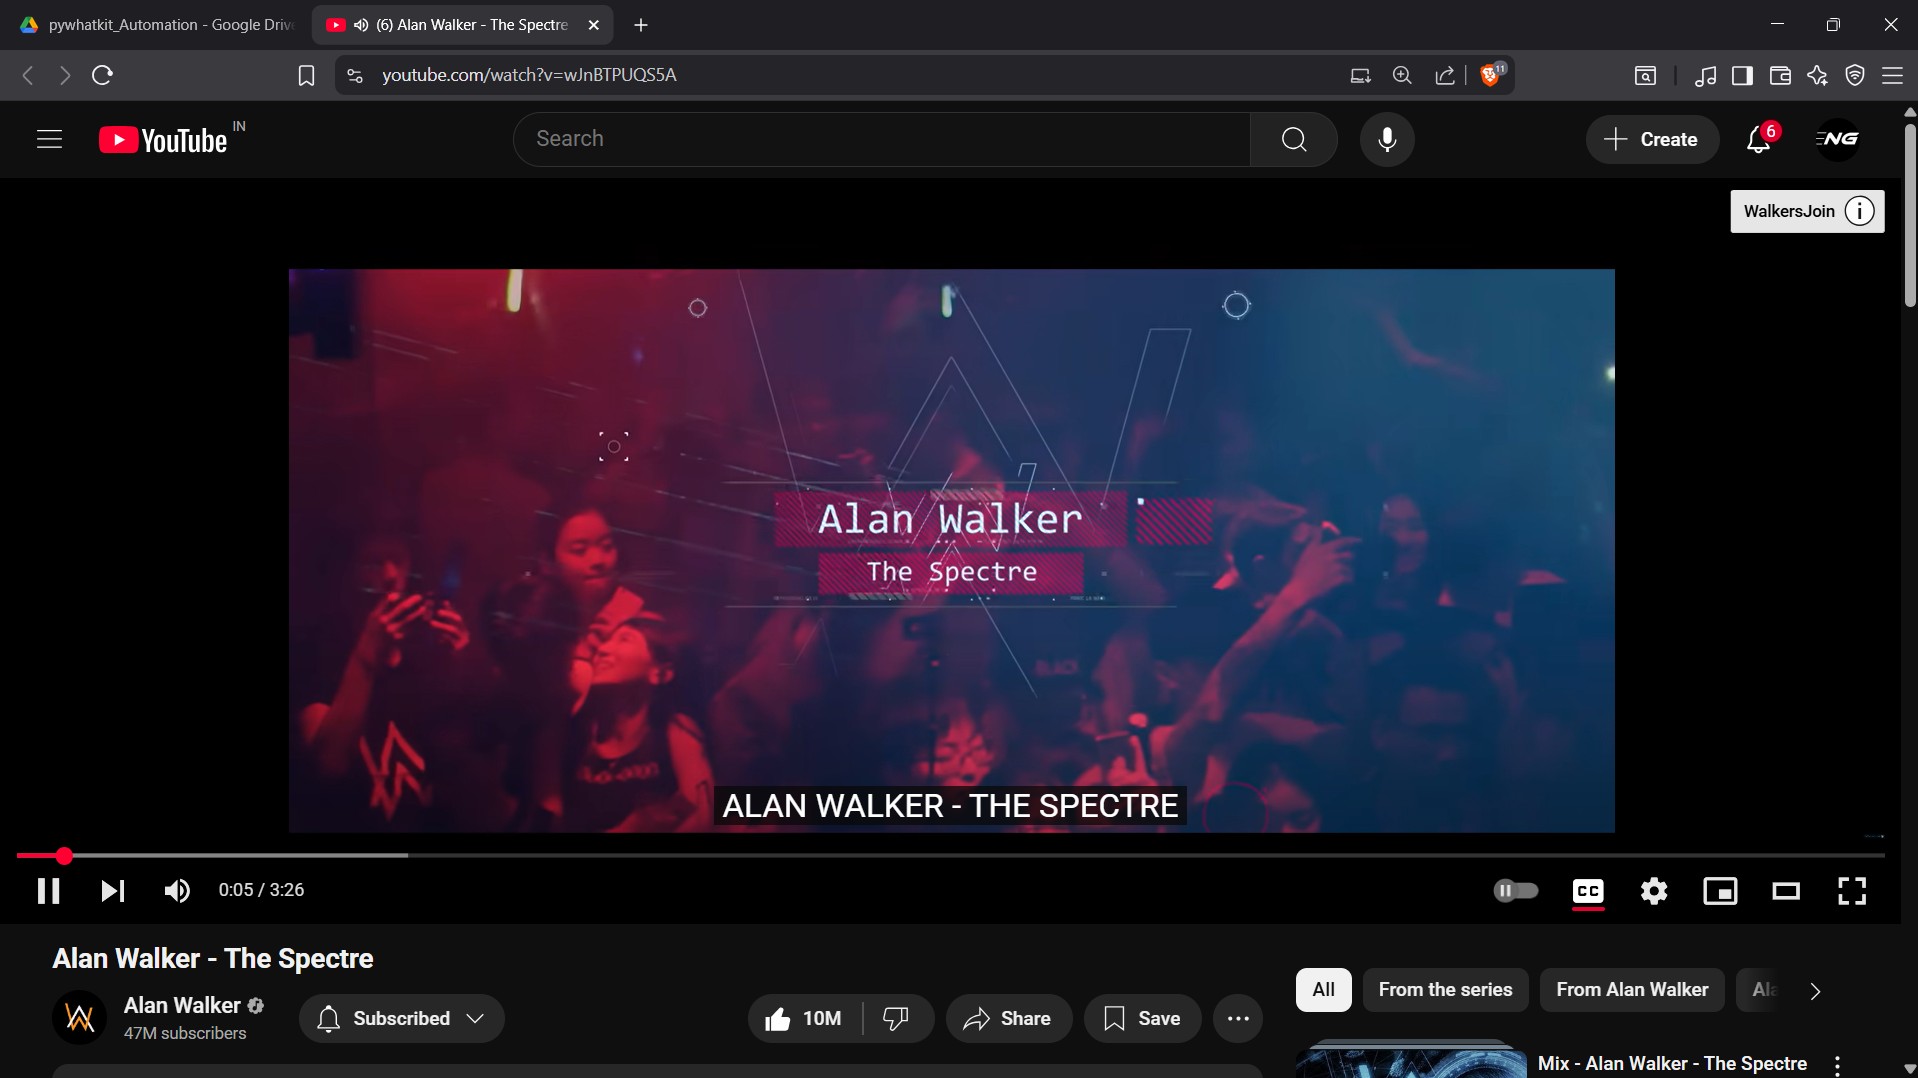 pywhatkit_Automation - Google Driv
(6) Alan Walker - The Spectre
youtube.com/watch?v=wJnBTPUQS5A
11
YouTube IN
Search
Create
6
NG
WalkersJoin
Alan Walker
The Spectre
ALAN WALKER - THE SPECTRE
0:05 / 3:26
CC
Alan Walker - The Spectre
Alan Walker
47M subscribers
Subscribed
10M
Share
Save
All
From the series
From Alan Walker
Ala
Mix - Alan Walker - The Spectre